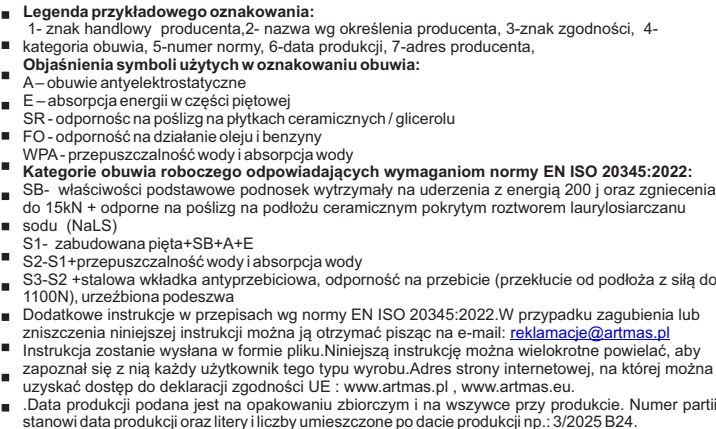 Legenda przykładowego oznakowania:
1- znak handlowy producenta,2- nazwa wg określenia producenta, 3-znak zgodności, 4-
kategoria obuwia, 5-numer normy, 6-data produkcji, 7-adres producenta,
Objaśnienia symboli użytych w oznakowaniu obuwia:
A – obuwie antyelektrostatyczne
E – absorpcja energii w części piętowej
SR - odpornośc na poślizg na płytkach ceramicznych / glicerolu
FO - odporność na działanie oleju i benzyny
WPA - przepuszczalność wody i absorpcja wody
Kategorie obuwia roboczego odpowiadających wymaganiom normy EN ISO 20345:2022:
SB- właściwości podstawowe podnosek wytrzymały na uderzenia z energią 200 j oraz zgniecenia
do 15kN + odporne na poślizg na podłożu ceramicznym pokrytym roztworem laurylosiarczanu
sodu (NaLS)
S1- zabudowana pięta+SB+A+E
S2-S1+przepuszczalność wody i absorpcja wody
S3-S2 +stalowa wkładka antyprzebiciowa, odporność na przebicie (przekłucie od podłoża z siłą do
1100N), urzeźbiona podeszwa
Dodatkowe instrukcje w przepisach wg normy EN ISO 20345:2022.W przypadku zagubienia lub
zniszczenia niniejszej instrukcji można ją otrzymać pisząc na e-mail: reklamacje@artmas.pl
Instrukcja zostanie wysłana w formie pliku.Niniejszą instrukcję można wielokrotne powielać, aby
zapoznał się z nią każdy użytkownik tego typu wyrobu.Adres strony internetowej, na której można
uzyskać dostęp do deklaracji zgodności UE : www.artmas.pl , www.artmas.eu.
.Data produkcji podana jest na opakowaniu zbiorczym i na wszywce przy produkcie. Numer partii
stanowi data produkcji oraz litery i liczby umieszczone po dacie produkcji np.: 3/2025 B24.